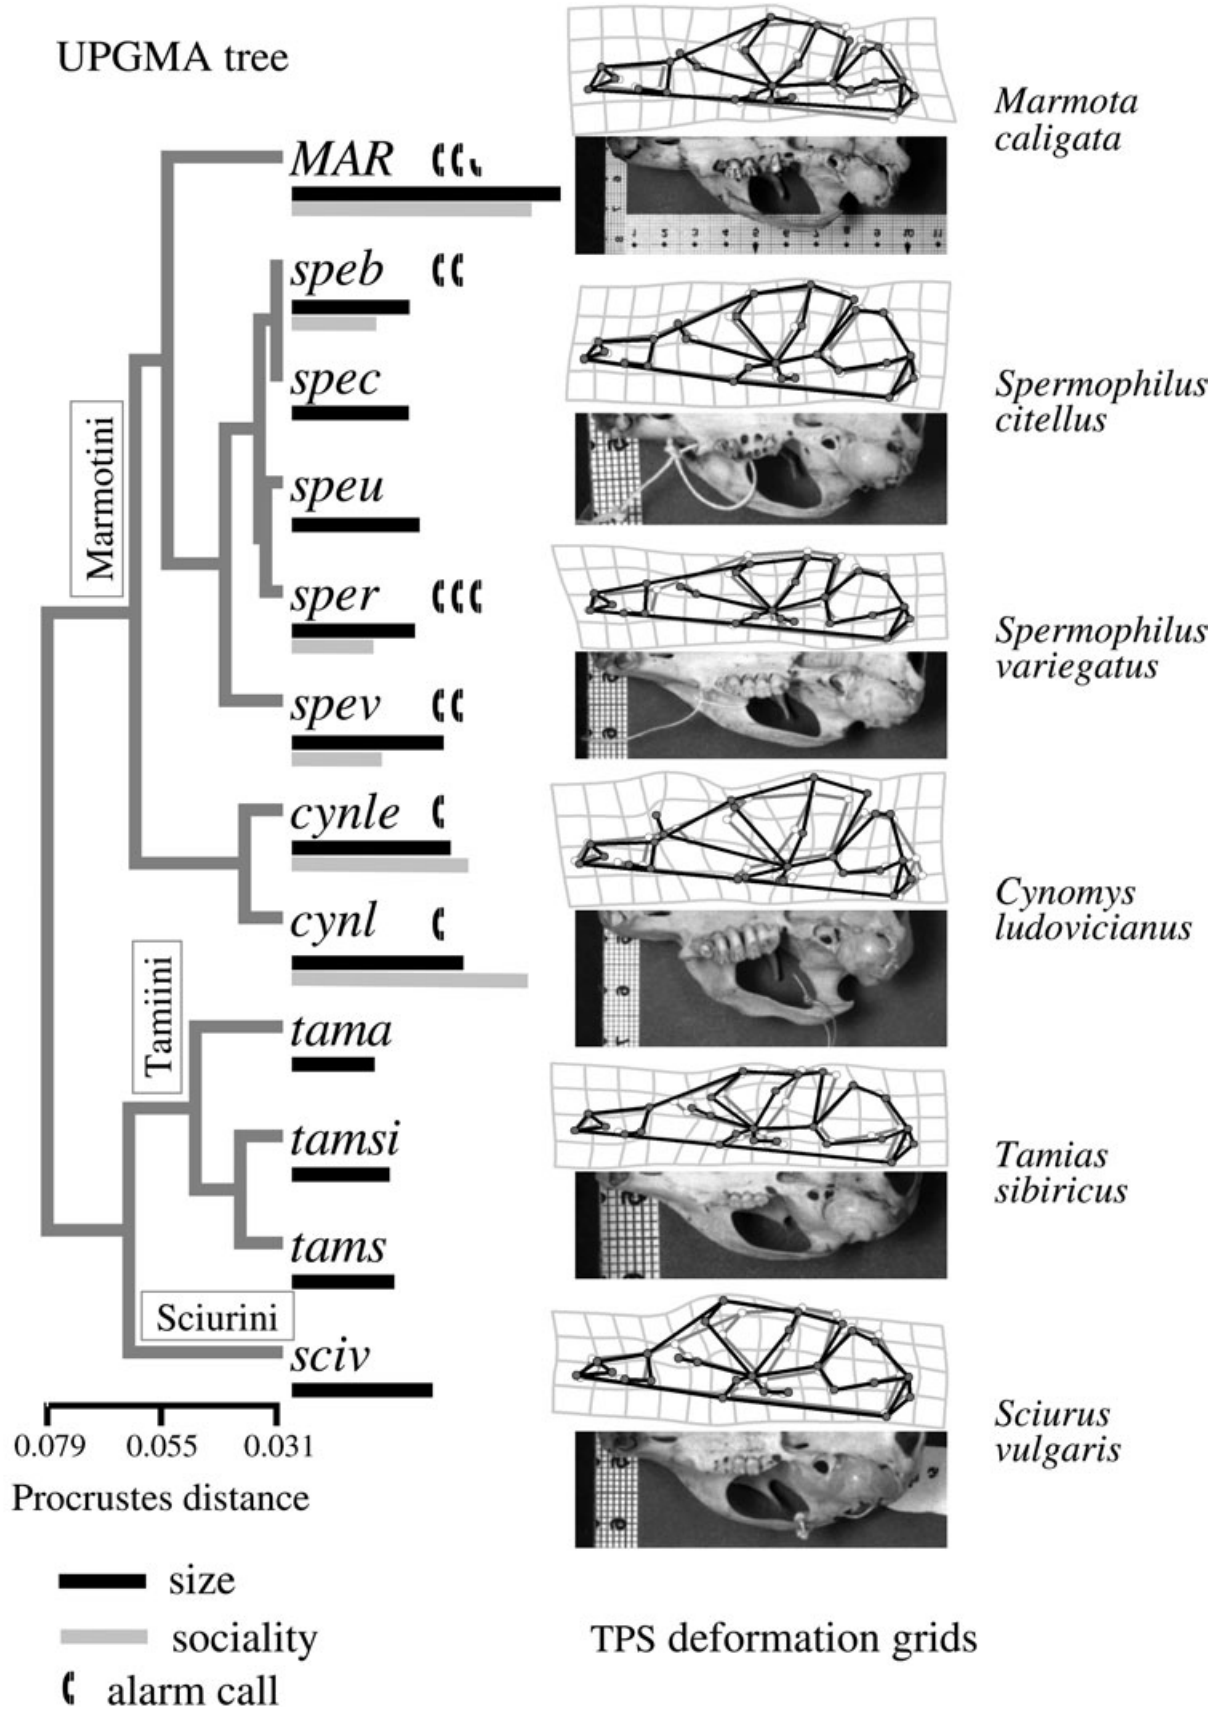 UPGMA tree
MAR
speb
spec
speu
sper
spev
cynle
cynl
tama
tamsi
tams
sciv
Marmotini
Tamiini
Sciurini
0.079 0.055 0.031
Procrustes distance
size
sociality
alarm call
Marmota
caligata
Spermophilus
citellus
Spermophilus
variegatus
Cynomys
ludovicianus
Tamias
sibiricus
Sciurus
vulgaris
TPS deformation grids